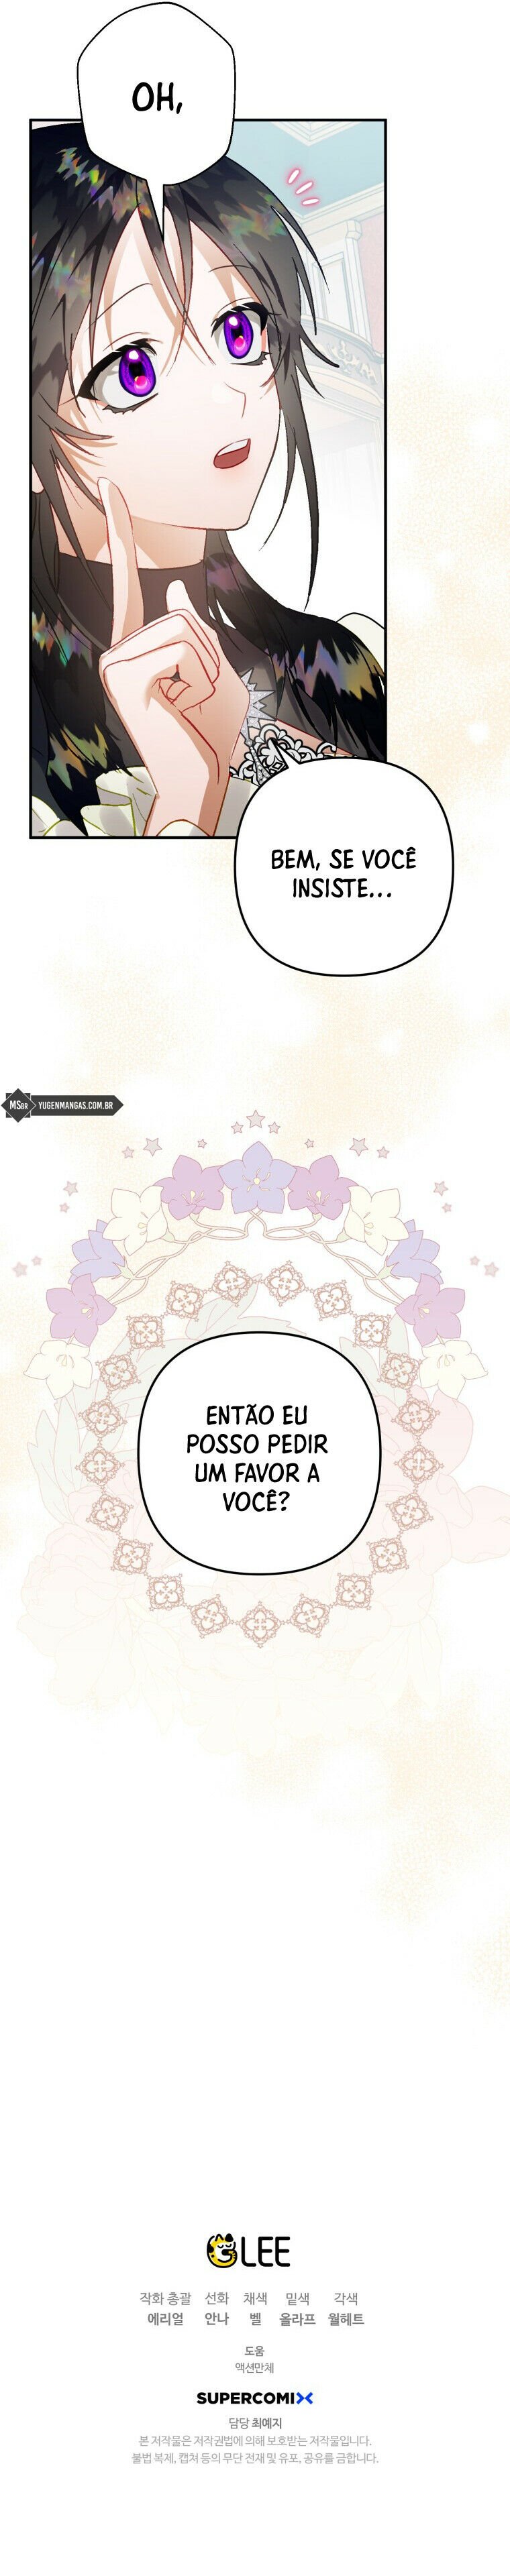 OH,
BEM, SE VOCÊ
INSISTE...
MSBR YUGENMANGAS.COM.BR
ENTÃO EU
POSSO PEDIR
UM FAVOR A
VOCÊ?
GLEE
작화 총괄 선화 채색 밑색 각색
에리얼 안나 벨 올라프 월헤트
도움
액션만체
SUPERCOMIX
담당 최예지
본 저작물은 저작권법에 의해 보호받는 저작물입니다.
불법 복제, 캡쳐 등의 무단 전재 및 유포, 공유를 금합니다.